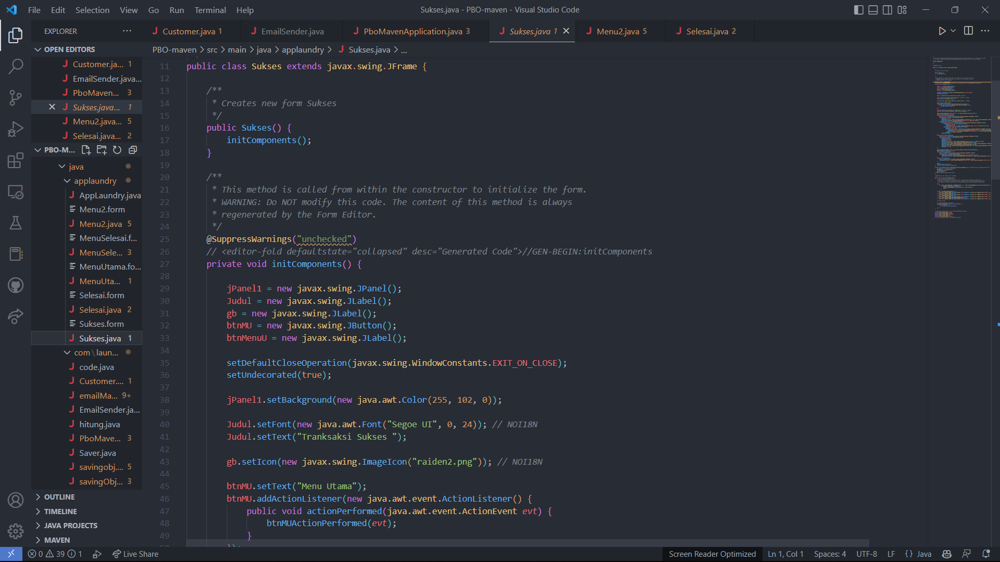 File Edit Selection View Go Run Terminal Help
Sukses.java - PBO-maven - Visual Studio Code
EXPLORER
Customer.java 1
EmailSender.java
PboMavenApplication.java 3
Sukses.java 1
Menu2.java 5
Selesai.java 2
OPEN EDITORS
Customer.ja... 1
EmailSender.java...
PboMaven... 3
Sukses.java... 1
Menu2.java... 5
Selesai.java... 2
PBO-M...
java
applaundry
AppLaundry.java
Menu2.form
Menu2.java 5
MenuSelesai.f...
MenuSele... 3
MenuUtama.fo...
MenuUta... 1
Selesai.form
Selesai.java 2
Sukses.form
Sukses.java 1
com\laun...
code.java
Customer.... 1
emailMa... 9+
EmailSender.ja...
hitung.java
PboMave... 3
Saver.java
savingobj.... 5
savingObj... 3
OUTLINE
TIMELINE
JAVA PROJECTS
MAVEN
PBO-maven > src > main > java > applaundry > Sukses.java > ...
11 public class Sukses extends javax.swing.JFrame {
12
13 /**
14 * Creates new form Sukses
15 */
16 public Sukses() {
17 initComponents();
18 }
19
20 /**
21 * This method is called from within the constructor to initialize the form.
22 * WARNING: Do NOT modify this code. The content of this method is always
23 * regenerated by the Form Editor.
24 */
25 @SuppressWarnings("unchecked")
26 // <editor-fold defaultstate="collapsed" desc="Generated Code">//GEN-BEGIN:initComponents
27 private void initComponents() {
28
29 jPanel1 = new javax.swing.JPanel();
30 Judul = new javax.swing.JLabel();
31 gb = new javax.swing.JLabel();
32 btnMU = new javax.swing.JButton();
33 btnMenuU = new javax.swing.JLabel();
34
35 setDefaultCloseOperation(javax.swing.WindowConstants.EXIT_ON_CLOSE);
36 setUndecorated(true);
37
38 jPanel1.setBackground(new java.awt.Color(255, 102, 0));
39
40 Judul.setFont(new java.awt.Font("Segoe UI", 0, 24)); // NOI18N
41 Judul.setText("Tranksaksi Sukses ");
42
43 gb.setIcon(new javax.swing.ImageIcon("raiden2.png")); // NOI18N
44
45 btnMU.setText("Menu Utama");
46 btnMU.addActionListener(new java.awt.event.ActionListener() {
47 public void actionPerformed(java.awt.event.ActionEvent evt) {
48 btnMUActionPerformed(evt);
49 }
0 39 1 Live Share
Screen Reader Optimized Ln 1, Col 1 Spaces: 4 UTF-8 LF {} Java